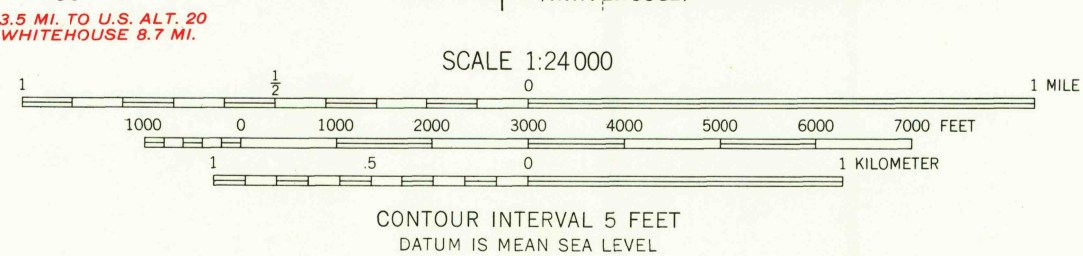 3.5 MI. TO U.S. ALT. 20
WHITEHOUSE 8.7 MI.
SCALE 1:24 000
1 1/2 0 1 MILE
1000 0 1000 2000 3000 4000 5000 6000 7000 FEET
1 .5 0 1 KILOMETER
CONTOUR INTERVAL 5 FEET
DATUM IS MEAN SEA LEVEL